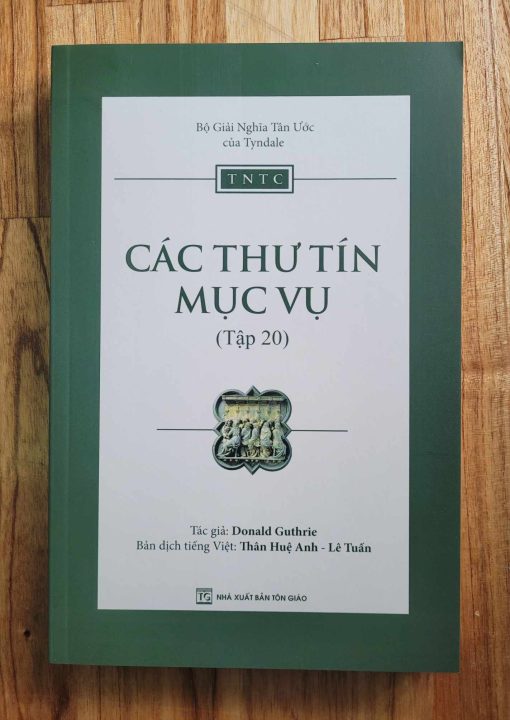 Bộ Giải Nghĩa Tân Ước
của Tyndale
TNTC
CÁC THƯ TÍN
MỤC VỤ
(Tập 20)
Tác giả: Donald Guthrie
Bản dịch tiếng Việt: Thân Huệ Anh - Lê Tuấn
TG NHÀ XUẤT BẢN TÔN GIÁO